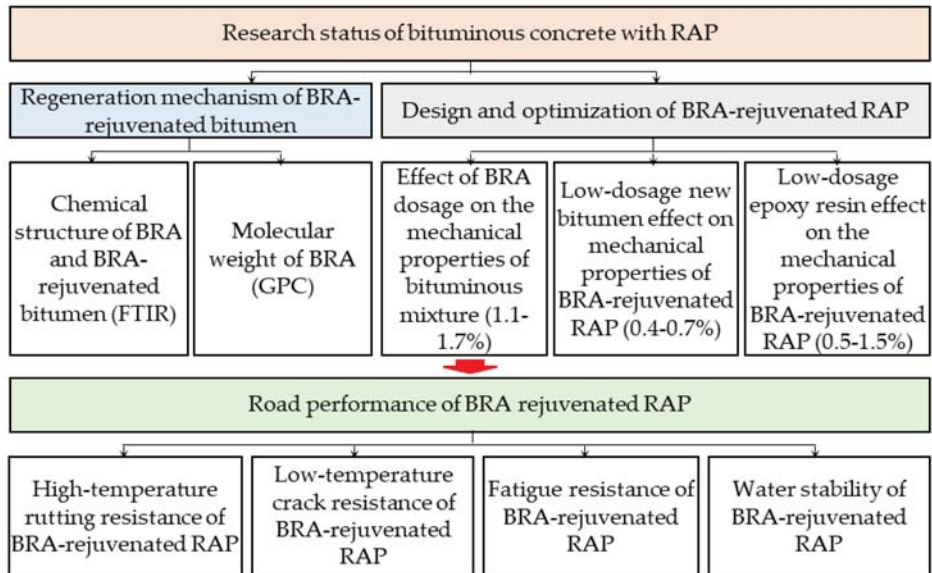 Research status of bituminous concrete with RAP
Regeneration mechanism of BRA-
rejuvenated bitumen
Design and optimization of BRA-rejuvenated RAP
Chemical
structure of BRA
and BRA-
rejuvenated
bitumen (FTIR)
Molecular
weight of BRA
(GPC)
Effect of BRA
dosage on the
mechanical
properties of
bituminous
mixture (1.1-
1.7%)
Low-dosage new
bitumen effect on
mechanical
properties of
BRA-rejuvenated
RAP (0.4-0.7%)
Low-dosage
epoxy resin effect
on the
mechanical
properties of
BRA-rejuvenated
RAP (0.5-1.5%)
Road performance of BRA rejuvenated RAP
High-temperature
rutting resistance of
BRA-rejuvenated RAP
Low-temperature
crack resistance of
BRA-rejuvenated
RAP
Fatigue resistance of
BRA-rejuvenated
RAP
Water stability of
BRA-rejuvenated
RAP